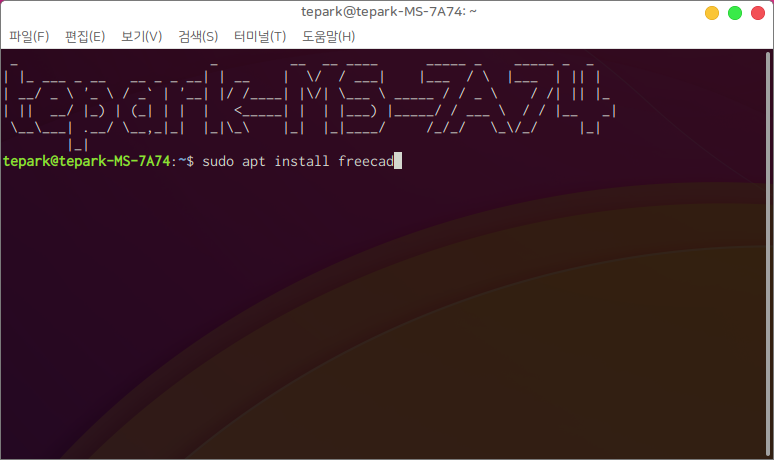 tepark@tepark-MS-7A74: ~
파일(F) 편집(E) 보기(V) 검색(S) 터미널(T) 도움말(H)
tepark-MS-7A74
tepark@tepark-MS-7A74:~$ sudo apt install freecad